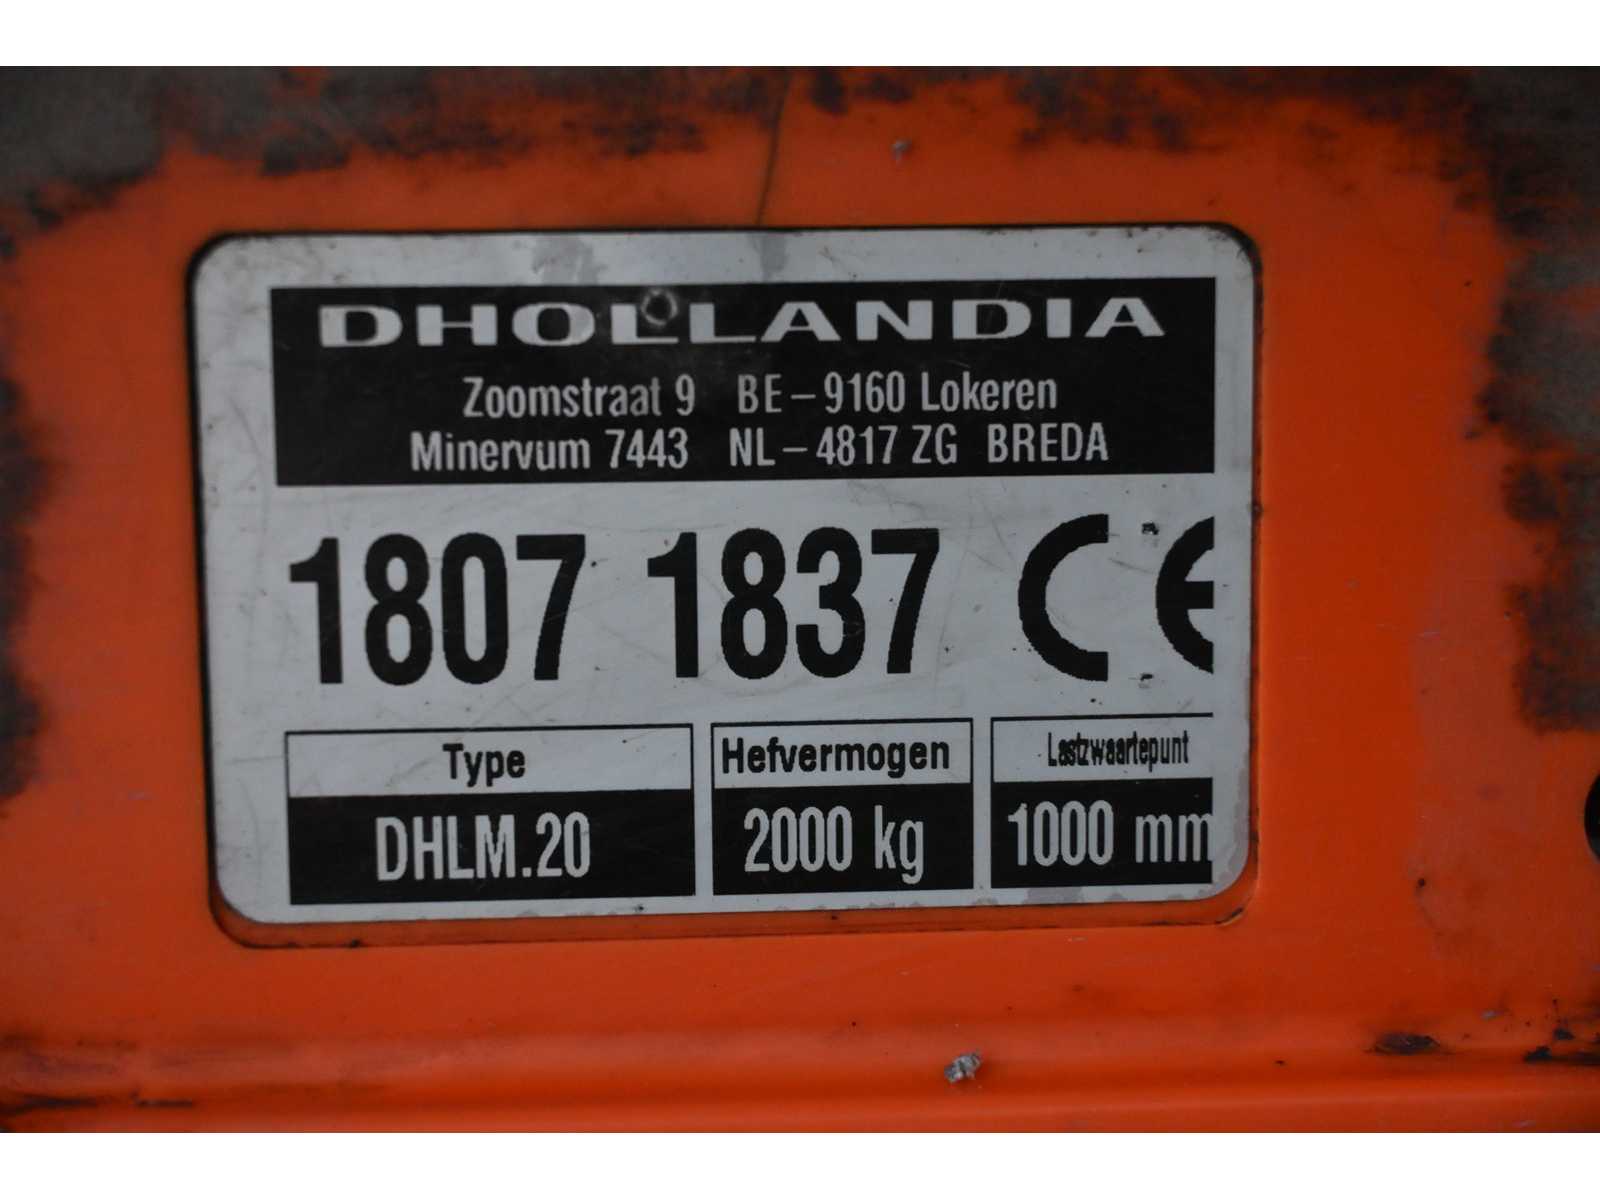 DHOLLANDIA
Zoomstraat 9 BE-9160 Lokeren
Minervum 7443 NL-4817 ZG BREDA
1807 1837 CE
Type Hefvermogen Lastzwaartepunt
DHLM.20 2000 kg 1000 mm